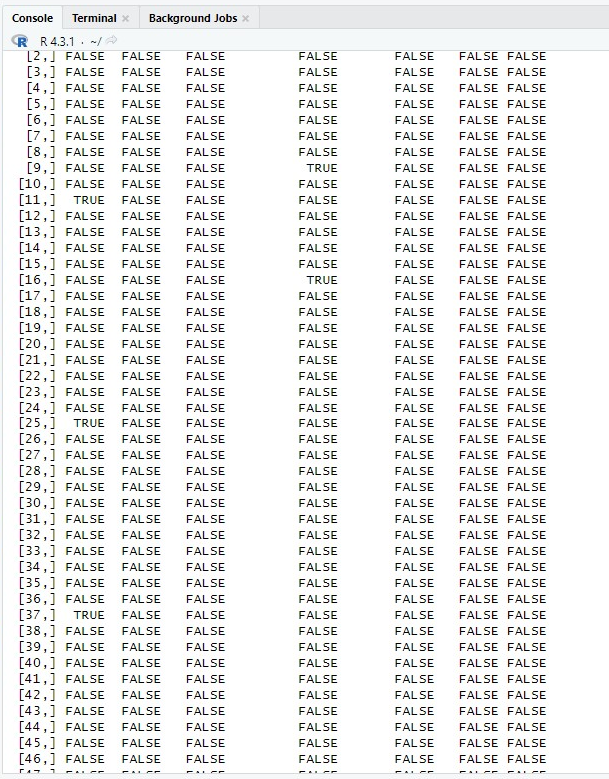 Console Terminal × Background Jobs ×
R R 4.3.1 · ~/
[2,] FALSE FALSE FALSE FALSE FALSE FALSE FALSE
[3,] FALSE FALSE FALSE FALSE FALSE FALSE FALSE
[4,] FALSE FALSE FALSE FALSE FALSE FALSE FALSE
[5,] FALSE FALSE FALSE FALSE FALSE FALSE FALSE
[6,] FALSE FALSE FALSE FALSE FALSE FALSE FALSE
[7,] FALSE FALSE FALSE FALSE FALSE FALSE FALSE
[8,] FALSE FALSE FALSE FALSE FALSE FALSE FALSE
[9,] FALSE FALSE FALSE TRUE FALSE FALSE FALSE
[10,] FALSE FALSE FALSE FALSE FALSE FALSE FALSE
[11,] TRUE FALSE FALSE FALSE FALSE FALSE FALSE
[12,] FALSE FALSE FALSE FALSE FALSE FALSE FALSE
[13,] FALSE FALSE FALSE FALSE FALSE FALSE FALSE
[14,] FALSE FALSE FALSE FALSE FALSE FALSE FALSE
[15,] FALSE FALSE FALSE FALSE FALSE FALSE FALSE
[16,] FALSE FALSE FALSE TRUE FALSE FALSE FALSE
[17,] FALSE FALSE FALSE FALSE FALSE FALSE FALSE
[18,] FALSE FALSE FALSE FALSE FALSE FALSE FALSE
[19,] FALSE FALSE FALSE FALSE FALSE FALSE FALSE
[20,] FALSE FALSE FALSE FALSE FALSE FALSE FALSE
[21,] FALSE FALSE FALSE FALSE FALSE FALSE FALSE
[22,] FALSE FALSE FALSE FALSE FALSE FALSE FALSE
[23,] FALSE FALSE FALSE FALSE FALSE FALSE FALSE
[24,] FALSE FALSE FALSE FALSE FALSE FALSE FALSE
[25,] TRUE FALSE FALSE FALSE FALSE FALSE FALSE
[26,] FALSE FALSE FALSE FALSE FALSE FALSE FALSE
[27,] FALSE FALSE FALSE FALSE FALSE FALSE FALSE
[28,] FALSE FALSE FALSE FALSE FALSE FALSE FALSE
[29,] FALSE FALSE FALSE FALSE FALSE FALSE FALSE
[30,] FALSE FALSE FALSE FALSE FALSE FALSE FALSE
[31,] FALSE FALSE FALSE FALSE FALSE FALSE FALSE
[32,] FALSE FALSE FALSE FALSE FALSE FALSE FALSE
[33,] FALSE FALSE FALSE FALSE FALSE FALSE FALSE
[34,] FALSE FALSE FALSE FALSE FALSE FALSE FALSE
[35,] FALSE FALSE FALSE FALSE FALSE FALSE FALSE
[36,] FALSE FALSE FALSE FALSE FALSE FALSE FALSE
[37,] TRUE FALSE FALSE FALSE FALSE FALSE FALSE
[38,] FALSE FALSE FALSE FALSE FALSE FALSE FALSE
[39,] FALSE FALSE FALSE FALSE FALSE FALSE FALSE
[40,] FALSE FALSE FALSE FALSE FALSE FALSE FALSE
[41,] FALSE FALSE FALSE FALSE FALSE FALSE FALSE
[42,] FALSE FALSE FALSE FALSE FALSE FALSE FALSE
[43,] FALSE FALSE FALSE FALSE FALSE FALSE FALSE
[44,] FALSE FALSE FALSE FALSE FALSE FALSE FALSE
[45,] FALSE FALSE FALSE FALSE FALSE FALSE FALSE
[46,] FALSE FALSE FALSE FALSE FALSE FALSE FALSE